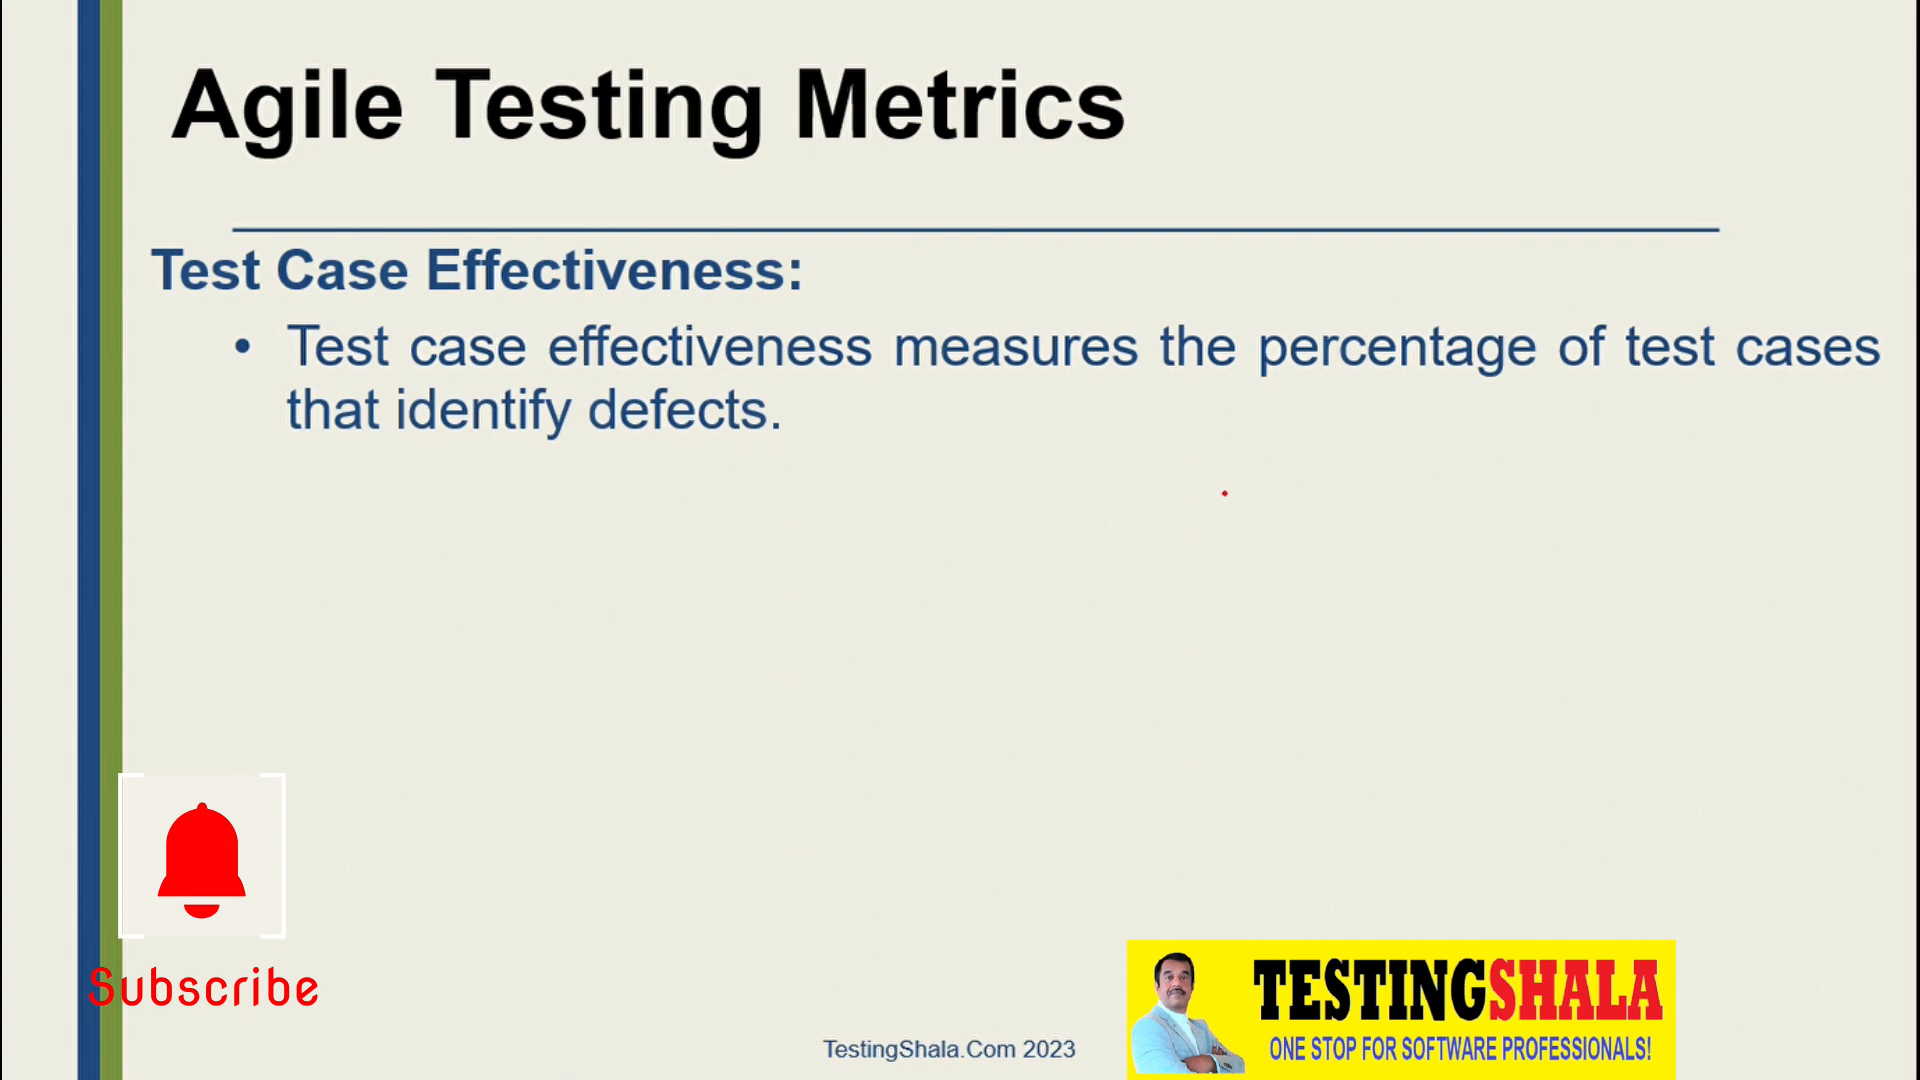 Agile Testing Metrics
Test Case Effectiveness:
• Test case effectiveness measures the percentage of test cases
that identify defects.
Subscribe
TestingShala.Com 2023
TESTINGSHALA
ONE STOP FOR SOFTWARE PROFESSIONALS!